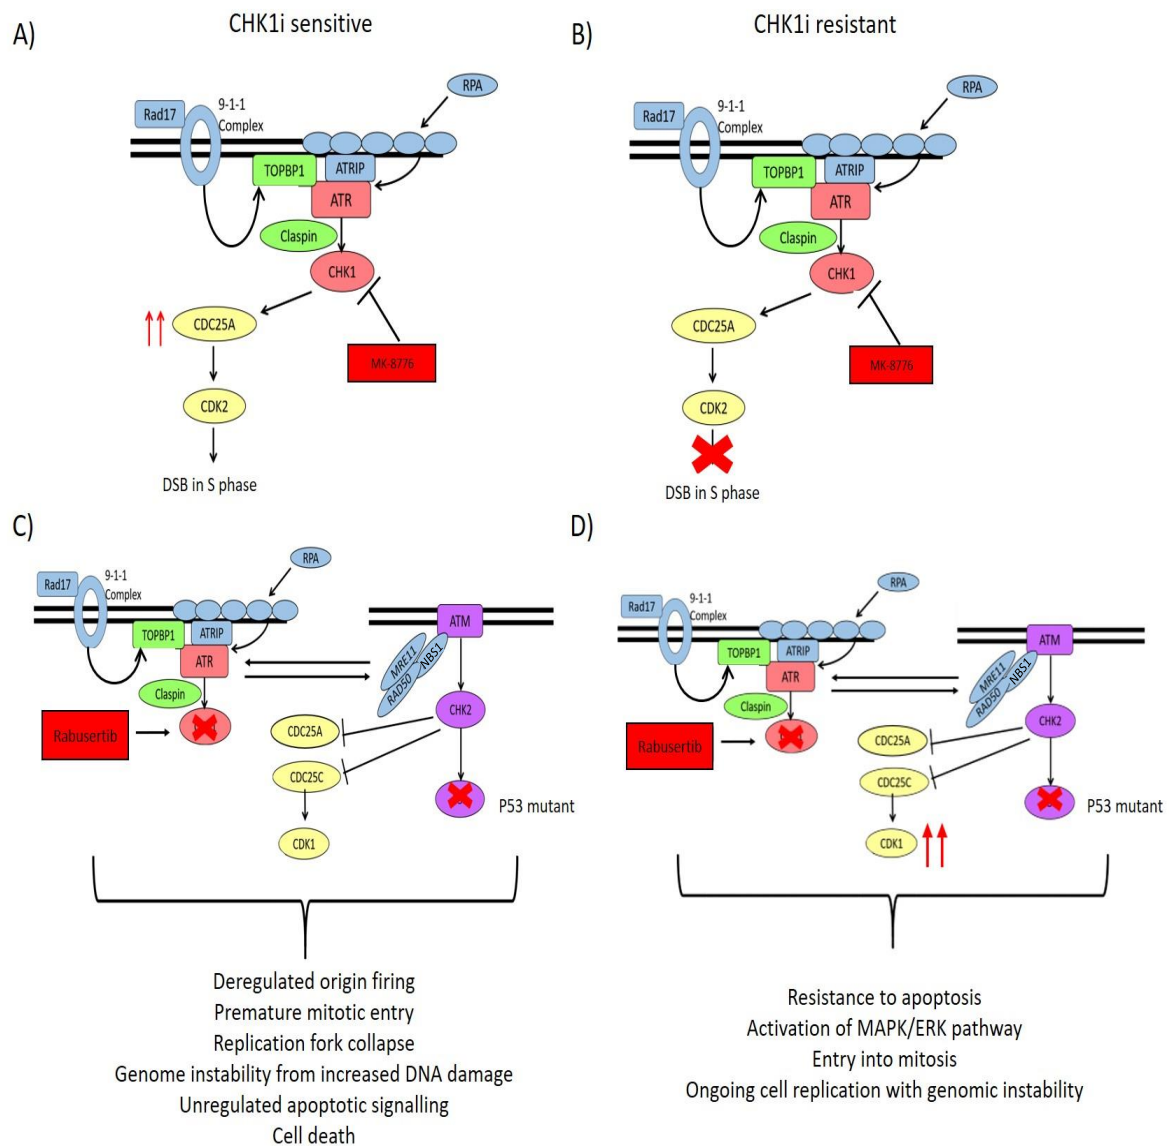 CHK1i sensitive
CHK1i resistant
A)
B)
RPA
Rad17
9-1-1
Complex
TOPBP1
ATRIP
ATR
Claspin
CHK1
CDC25A
MK-8776
CDK2
DSB in S phase
RPA
Rad17
9-1-1
Complex
TOPBP1
ATRIP
ATR
Claspin
CHK1
CDC25A
MK-8776
CDK2
DSB in S phase
C)
D)
RPA
Rad17
9-1-1
Complex
TOPBP1
ATRIP
ATR
Claspin
Rabusertib
ATM
MRE11
RAD50
NBS1
CHK2
CDC25A
CDC25C
CDK1
P53 mutant
Deregulated origin firing
Premature mitotic entry
Replication fork collapse
Genome instability from increased DNA damage
Unregulated apoptotic signalling
Cell death
RPA
Rad17
9-1-1
Complex
TOPBP1
ATRIP
ATR
Claspin
Rabusertib
ATM
MRE11
RAD50
NBS1
CHK2
CDC25A
CDC25C
CDK1
P53 mutant
Resistance to apoptosis
Activation of MAPK/ERK pathway
Entry into mitosis
Ongoing cell replication with genomic instability